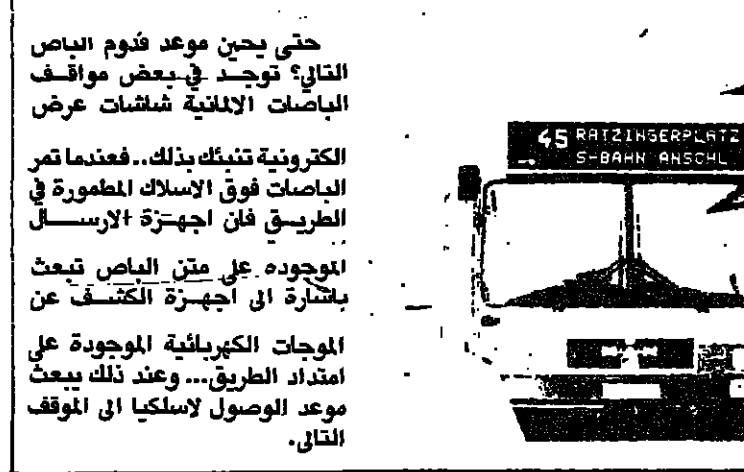 حتى يحين موعد قدوم الباص
التالي؟ توجد في بعض مواقف
الباصات الالمانية شاشات عرض
الكترونية تنبئك بذلك.. فعندما تمر
الباصات فوق الاسلاك المطمورة في
الطريق فان اجهزة الارسال
الموجوده على متن الباص تبعث
باشارة الى اجهزة الكشف عن
الموجات الكهربائية الموجودة على
امتداد الطريق... وعند ذلك يبعث
موعد الوصول لاسلكيا الى الموقف
التالي.
45 RATZINGERPLATZ
S-BAHN ANSCHL